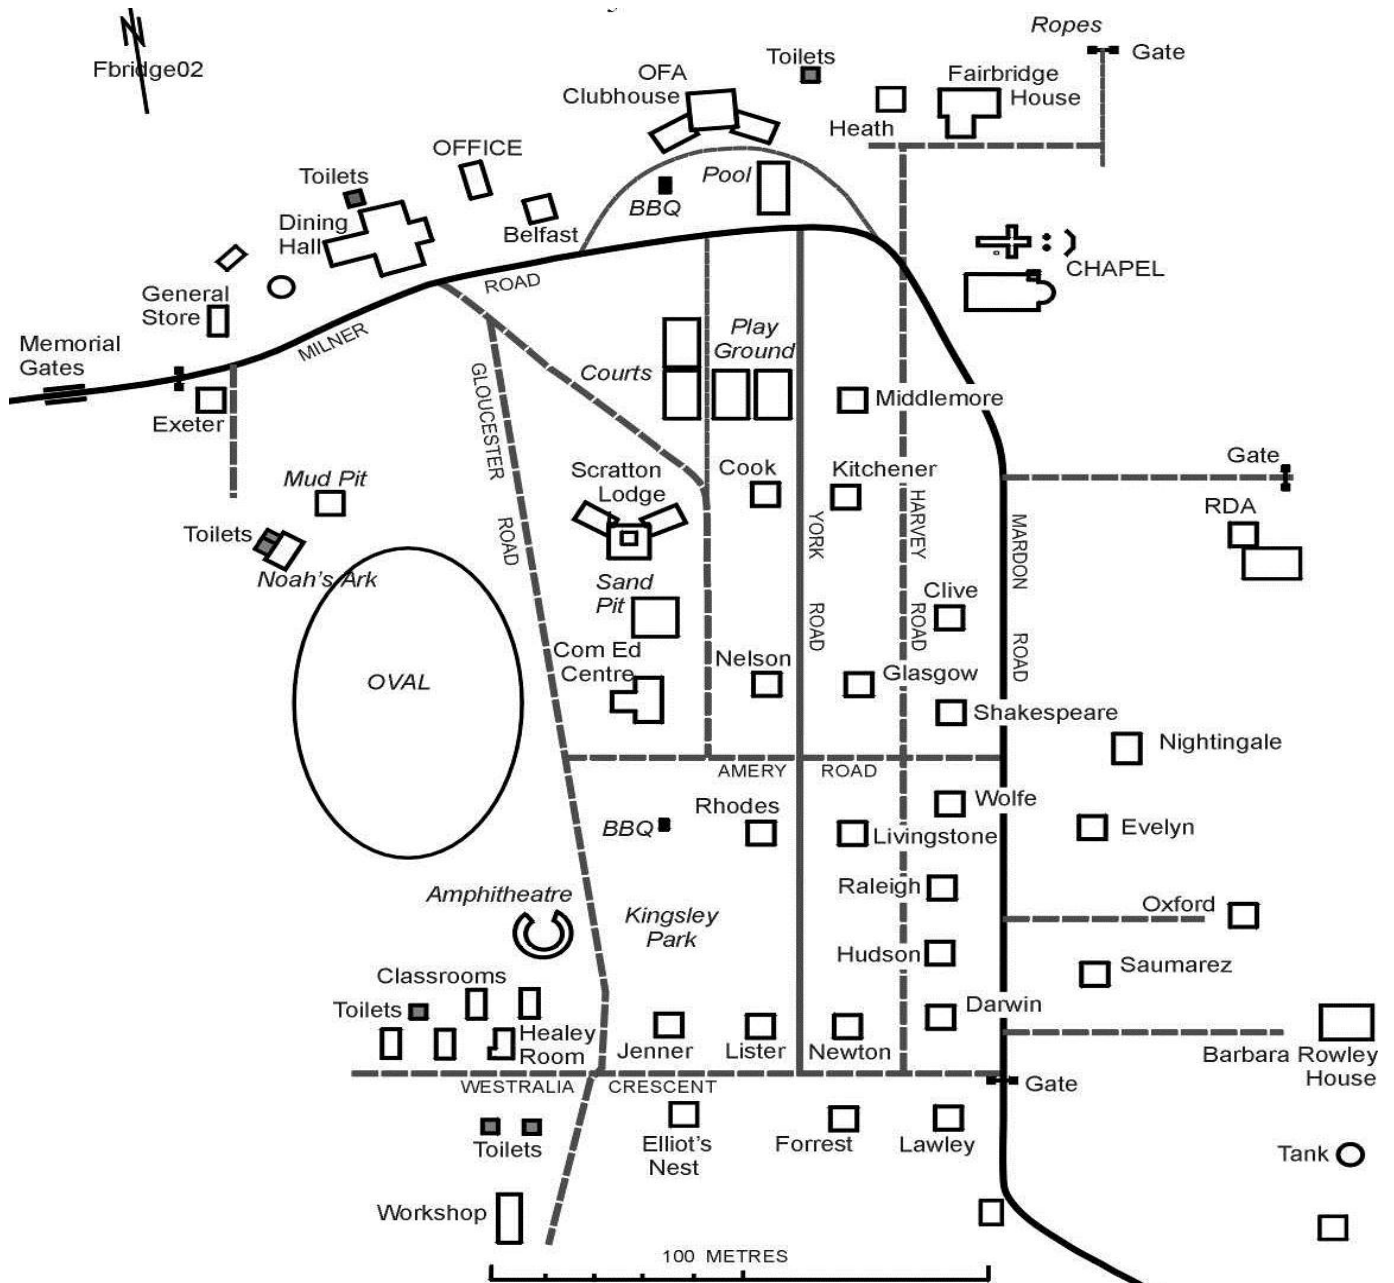 Ropes
Gate
Fbridge02
Toilets
OFA
Clubhouse
Fairbridge
House
Heath
OFFICE
Toilets
Pool
BBQ
Dining
Hall
Belfast
CHAPEL
ROAD
General
Store
MILNER
Play
Ground
Memorial
Gates
Courts
GLOUCESTER
ROAD
Exeter
Middlemore
Mud Pit
Scratton
Lodge
Cook
Kitchener
Gate
RDA
Toilets
Noah's Ark
YORK
ROAD
HARVEY
ROAD
MARDON
ROAD
Sand
Pit
Clive
Com Ed
Centre
Nelson
Glasgow
OVAL
Shakespeare
Nightingale
AMERY ROAD
Rhodes
Wolfe
BBQ
Livingstone
Evelyn
Amphitheatre
Raleigh
Kingsley
Park
Oxford
Hudson
Saumarez
Classrooms
Toilets
Darwin
Healey
Room
Jenner
Lister
Newton
Barbara Rowley
House
WESTRALIA CRESCENT
Gate
Toilets
Elliot's
Nest
Forrest
Lawley
Tank
Workshop
100 METRES